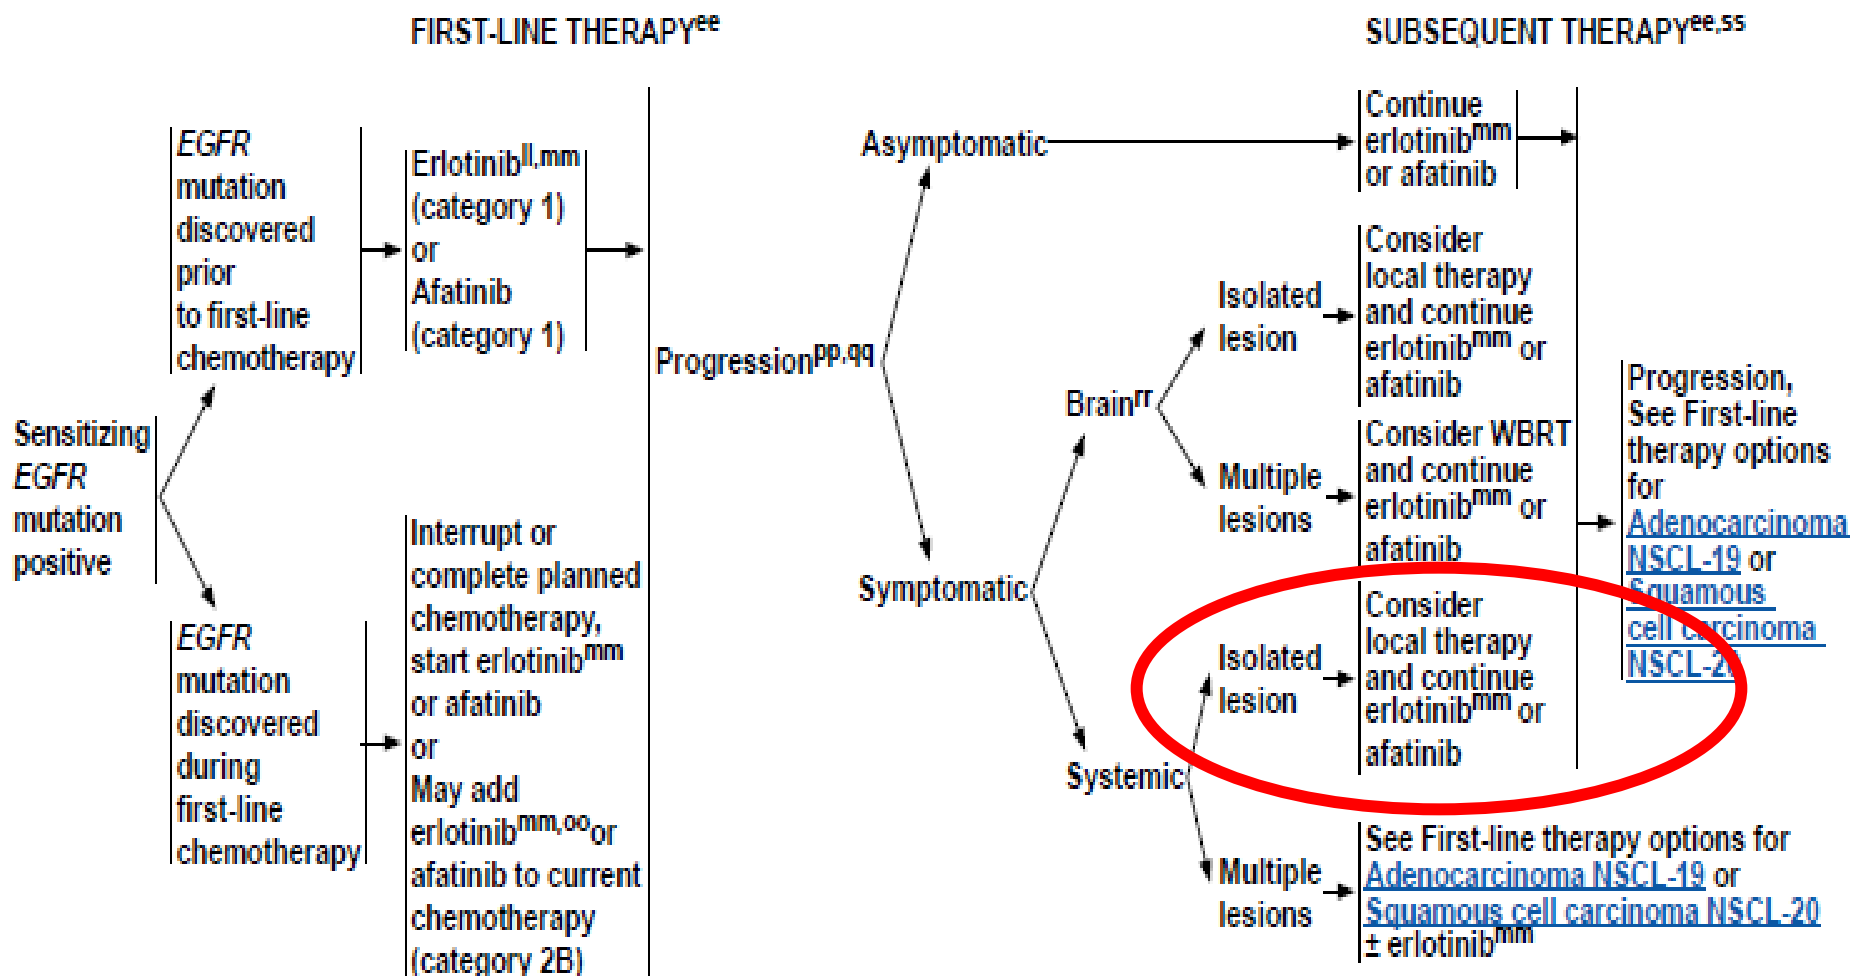 FIRST-LINE THERAPYee
SUBSEQUENT THERAPYee,ss
Sensitizing
EGFR
mutation
positive
EGFR
mutation
discovered
prior
to first-line
chemotherapy
Erlotinibll,mm
(category 1)
or
Afatinib
(category 1)
EGFR
mutation
discovered
during
first-line
chemotherapy
Interrupt or
complete planned
chemotherapy,
start erlotinibmm
or afatinib
or
May add
erlotinibmm,oo or
afatinib to current
chemotherapy
(category 2B)
Progressionpp,qq
Asymptomatic
Continue
erlotinibmm
or afatinib
Symptomatic
Brainrr
Isolated
lesion
Consider
local therapy
and continue
erlotinibmm or
afatinib
Multiple
lesions
Consider WBRT
and continue
erlotinibmm or
afatinib
Systemic
Isolated
lesion
Consider
local therapy
and continue
erlotinibmm or
afatinib
Multiple
lesions
See First-line therapy options for
Adenocarcinoma NSCL-19 or
Squamous cell carcinoma NSCL-20
± erlotinibmm
Progression,
See First-line
therapy options
for
Adenocarcinoma
NSCL-19 or
Squamous
cell carcinoma
NSCL-20